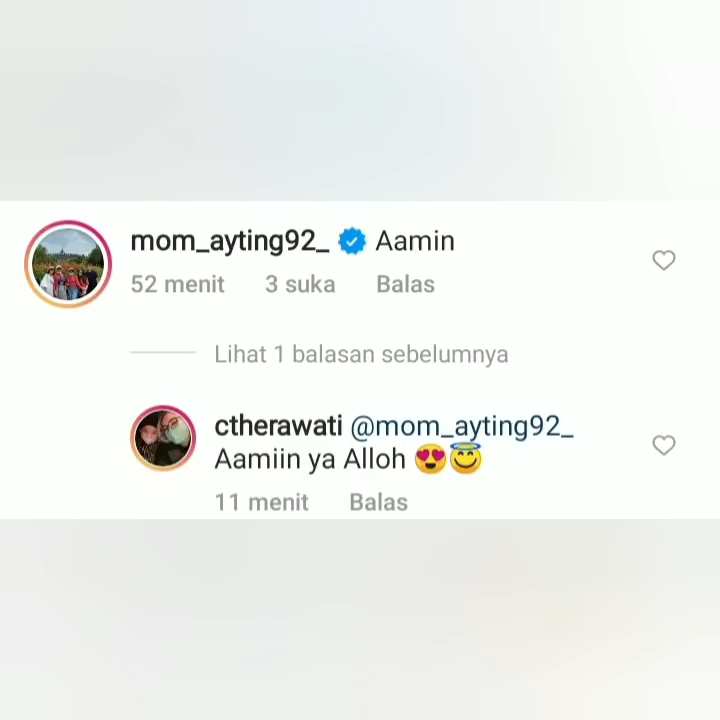 mom_ayting92_ Aamin
52 menit 3 suka Balas
Lihat 1 balasan sebelumnya
ctherawati @mom_ayting92_
Aamiin ya Alloh 😍😇
11 menit Balas